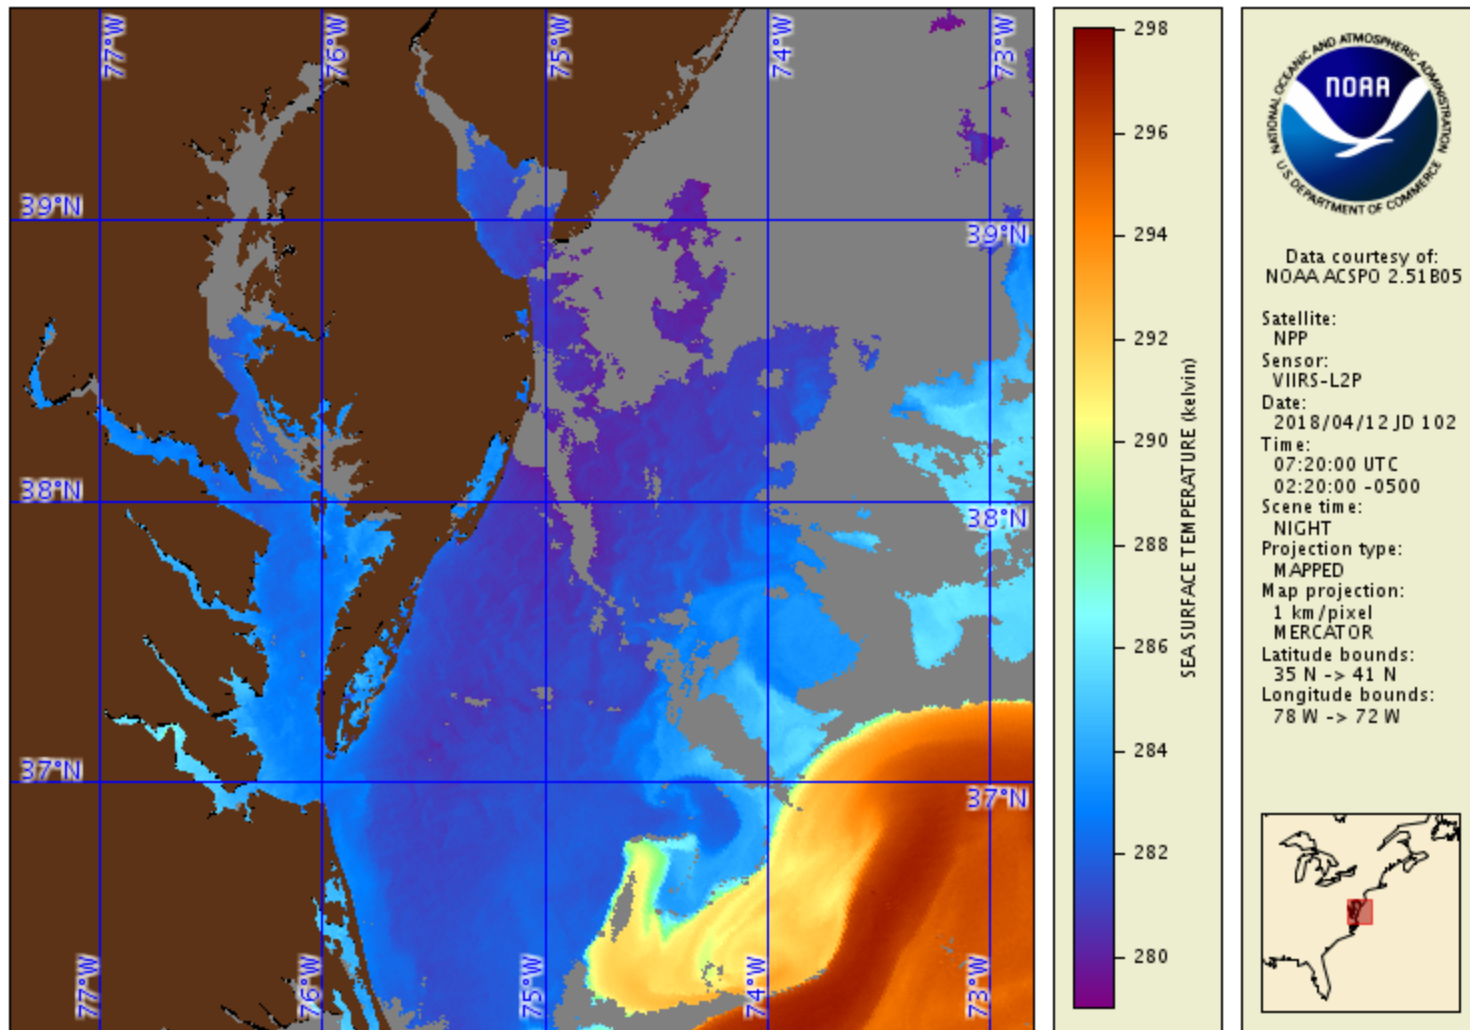 77°W
76°W
75°W
74°W
73°W
39°N
39°N
38°N
38°N
37°N
37°N
77°W
76°W
75°W
74°W
73°W
298
296
294
292
290
288
286
284
282
280
SEA SURFACE TEMPERATURE (kelvin)
NATIONAL OCEANIC AND ATMOSPHERIC ADMINISTRATION
NOAA
U.S. DEPARTMENT OF COMMERCE
Data courtesy of:
NOAA ACSPO 2.51B05
Satellite:
NPP
Sensor:
VIIRS-L2P
Date:
2018/04/12 JD 102
Time:
07:20:00 UTC
02:20:00 -0500
Scene time:
NIGHT
Projection type:
MAPPED
Map projection:
1 km/pixel
MERCATOR
Latitude bounds:
35 N -> 41 N
Longitude bounds:
78 W -> 72 W